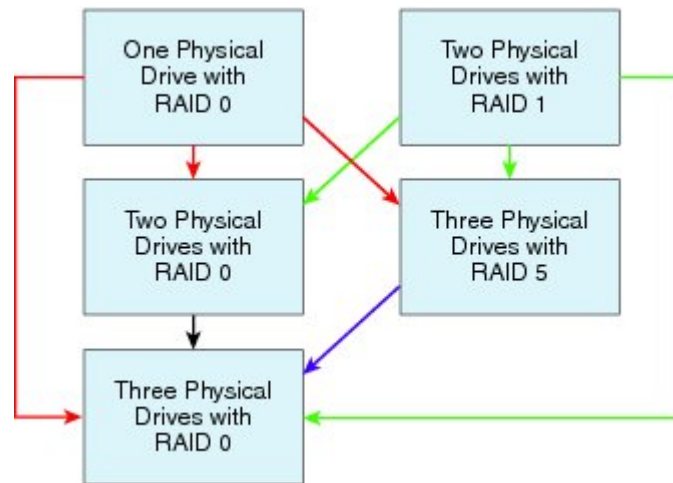 One Physical
Drive with
RAID 0
Two Physical
Drives with
RAID 1
Two Physical
Drives with
RAID 0
Three Physical
Drives with
RAID 5
Three Physical
Drives with
RAID 0